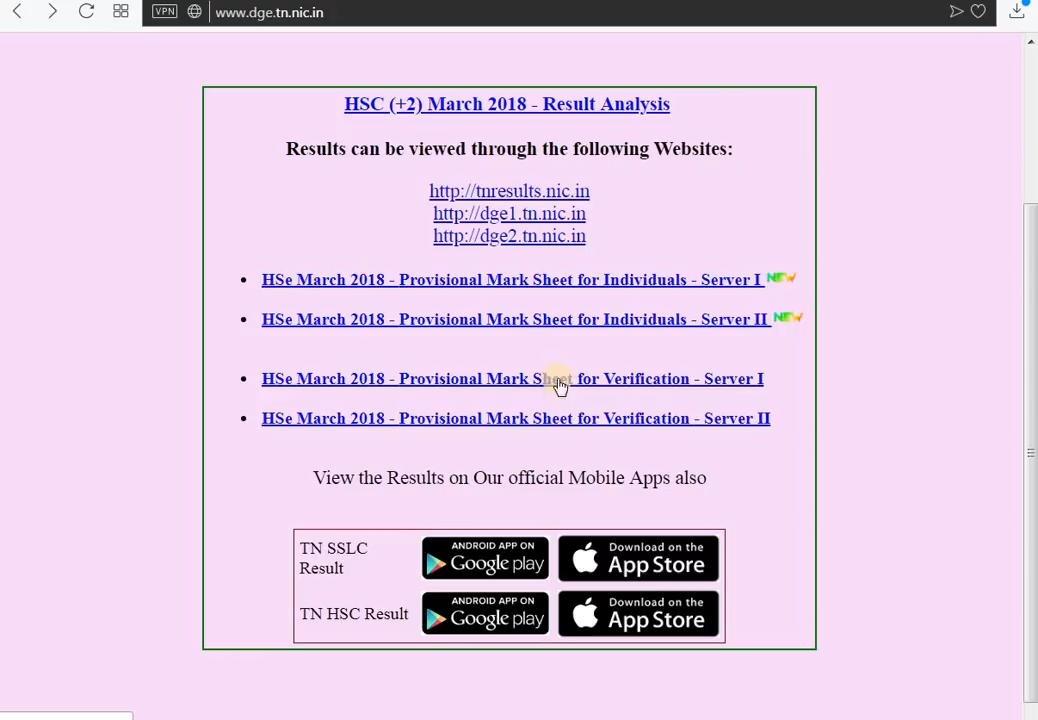 VPN www.dge.tn.nic.in
HSC (+2) March 2018 - Result Analysis
Results can be viewed through the following Websites:
http://tnresults.nic.in
http://dge1.tn.nic.in
http://dge2.tn.nic.in
HSe March 2018 - Provisional Mark Sheet for Individuals - Server I NEW
HSe March 2018 - Provisional Mark Sheet for Individuals - Server II NEW
HSe March 2018 - Provisional Mark Sheet for Verification - Server I
HSe March 2018 - Provisional Mark Sheet for Verification - Server II
View the Results on Our official Mobile Apps also
TN SSLC
Result
ANDROID APP ON
Google play
Download on the
App Store
TN HSC Result
ANDROID APP ON
Google play
Download on the
App Store